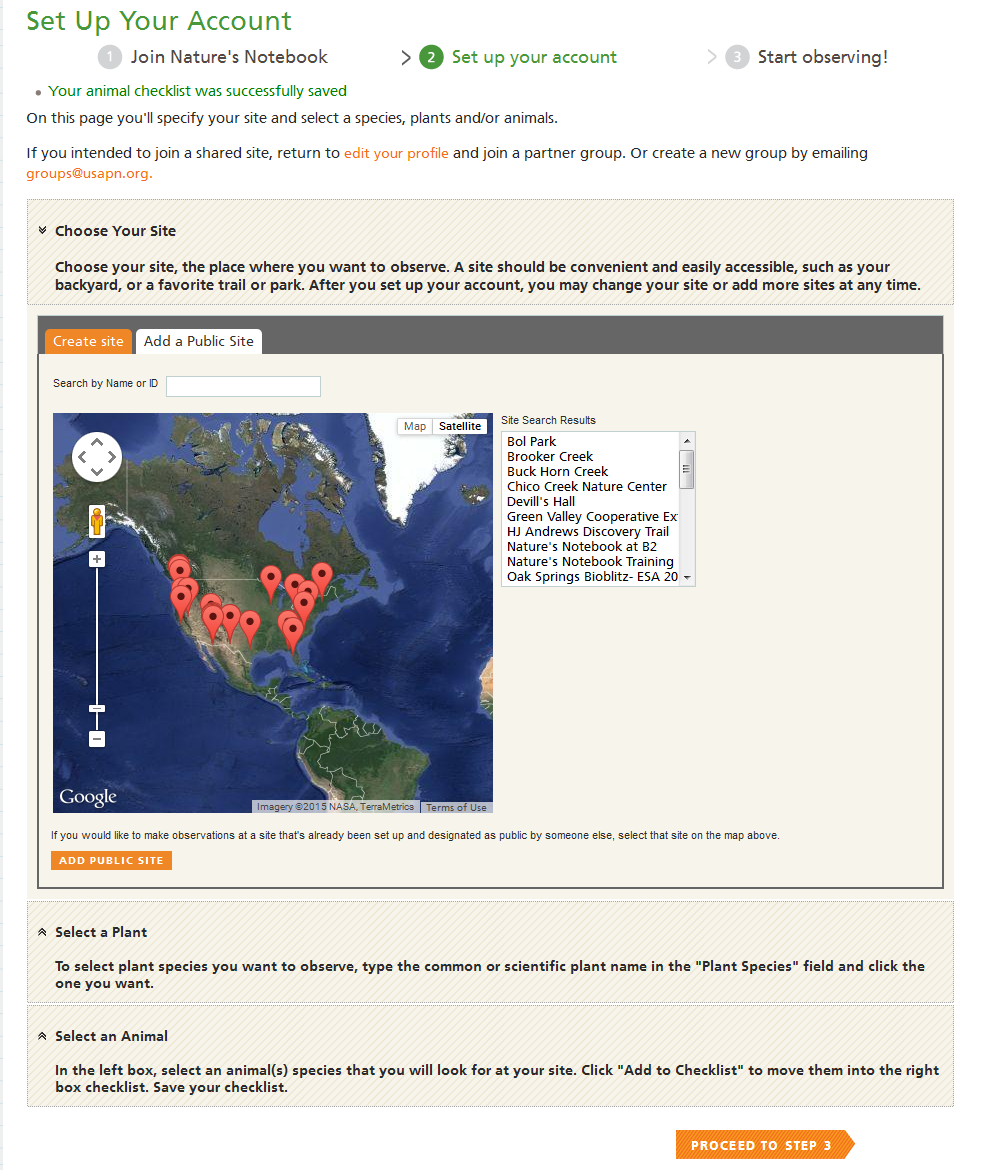 Set Up Your Account
1 Join Nature's Notebook > 2 Set up your account > 3 Start observing!
Your animal checklist was successfully saved
On this page you'll specify your site and select a species, plants and/or animals.
If you intended to join a shared site, return to edit your profile and join a partner group. Or create a new group by emailing
groups@usapn.org.
Choose Your Site
Choose your site, the place where you want to observe. A site should be convenient and easily accessible, such as your
backyard, or a favorite trail or park. After you set up your account, you may change your site or add more sites at any time.
Create site Add a Public Site
Search by Name or ID
Map Satellite
Google
Imagery ©2015 NASA, TerraMetrics Terms of Use
Site Search Results
Bol Park
Brooker Creek
Buck Horn Creek
Chico Creek Nature Center
Devill's Hall
Green Valley Cooperative Ex
HJ Andrews Discovery Trail
Nature's Notebook at B2
Nature's Notebook Training
Oak Springs Bioblitz- ESA 20
If you would like to make observations at a site that's already been set up and designated as public by someone else, select that site on the map above.
ADD PUBLIC SITE
Select a Plant
To select plant species you want to observe, type the common or scientific plant name in the "Plant Species" field and click the
one you want.
Select an Animal
In the left box, select an animal(s) species that you will look for at your site. Click "Add to Checklist" to move them into the right
box checklist. Save your checklist.
PROCEED TO STEP 3